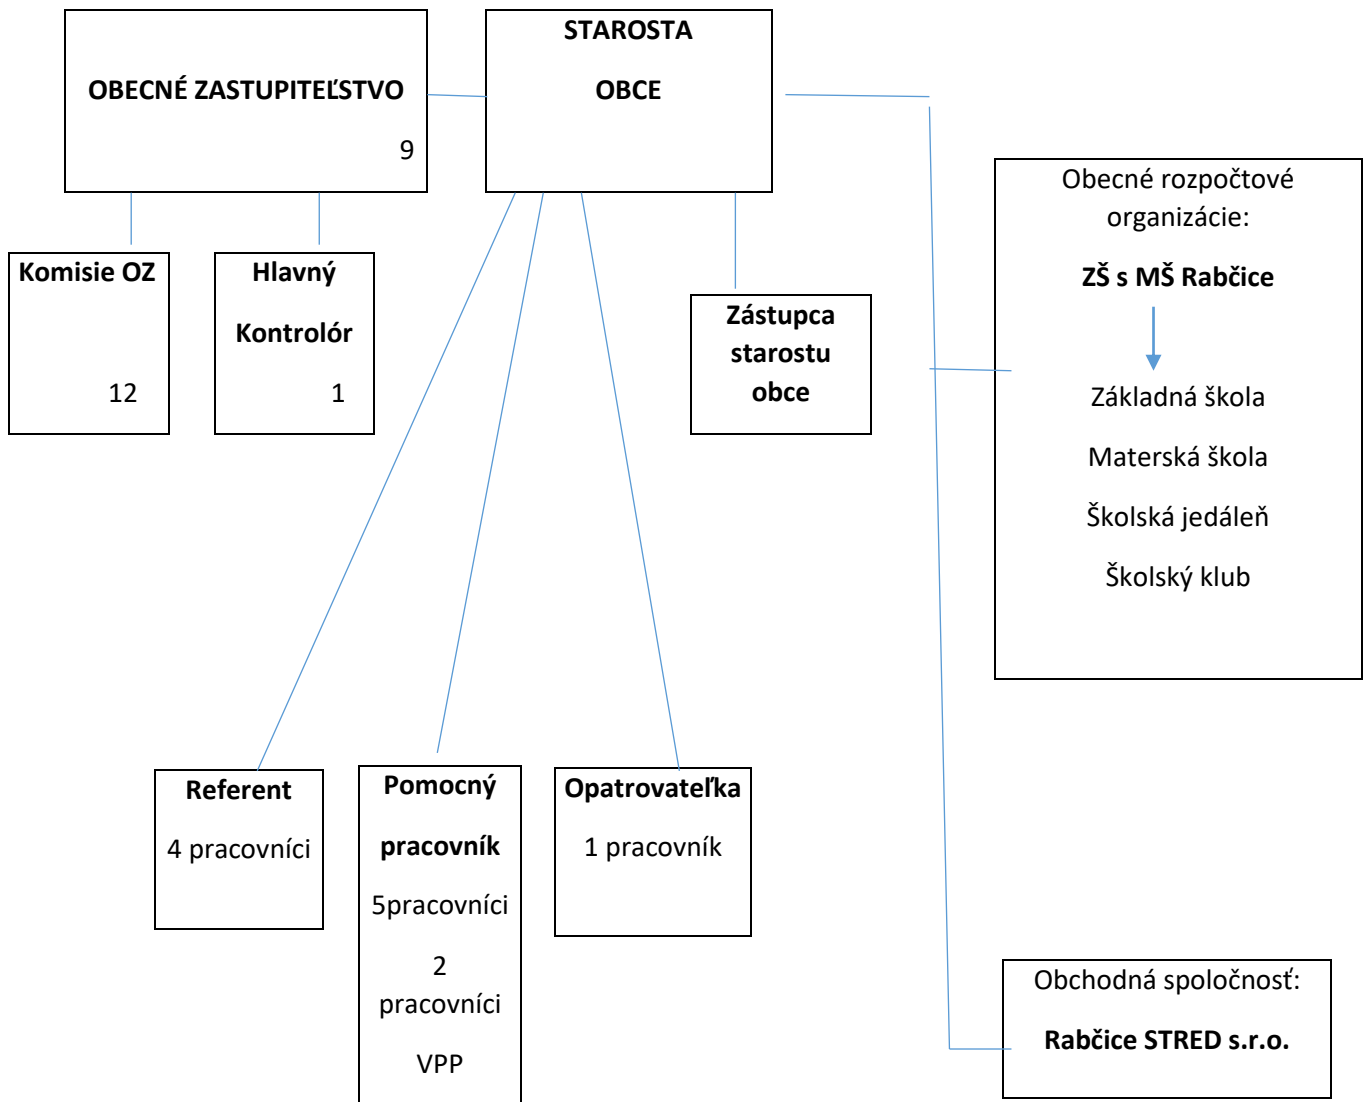 OBECNÉ ZASTUPITEĽSTVO
9
STAROSTA
OBCE
Komisie OZ
12
Hlavný
Kontrolór
1
Zástupca
starostu
obce
Obecné rozpočtové
organizácie:
ZŠ s MŠ Rabčice
Základná škola
Materská škola
Školská jedáleň
Školský klub
Referent
4 pracovníci
Pomocný
pracovník
5pracovníci
2
pracovníci
VPP
Opatrovateľka
1 pracovník
Obchodná spoločnosť:
Rabčice STRED s.r.o.